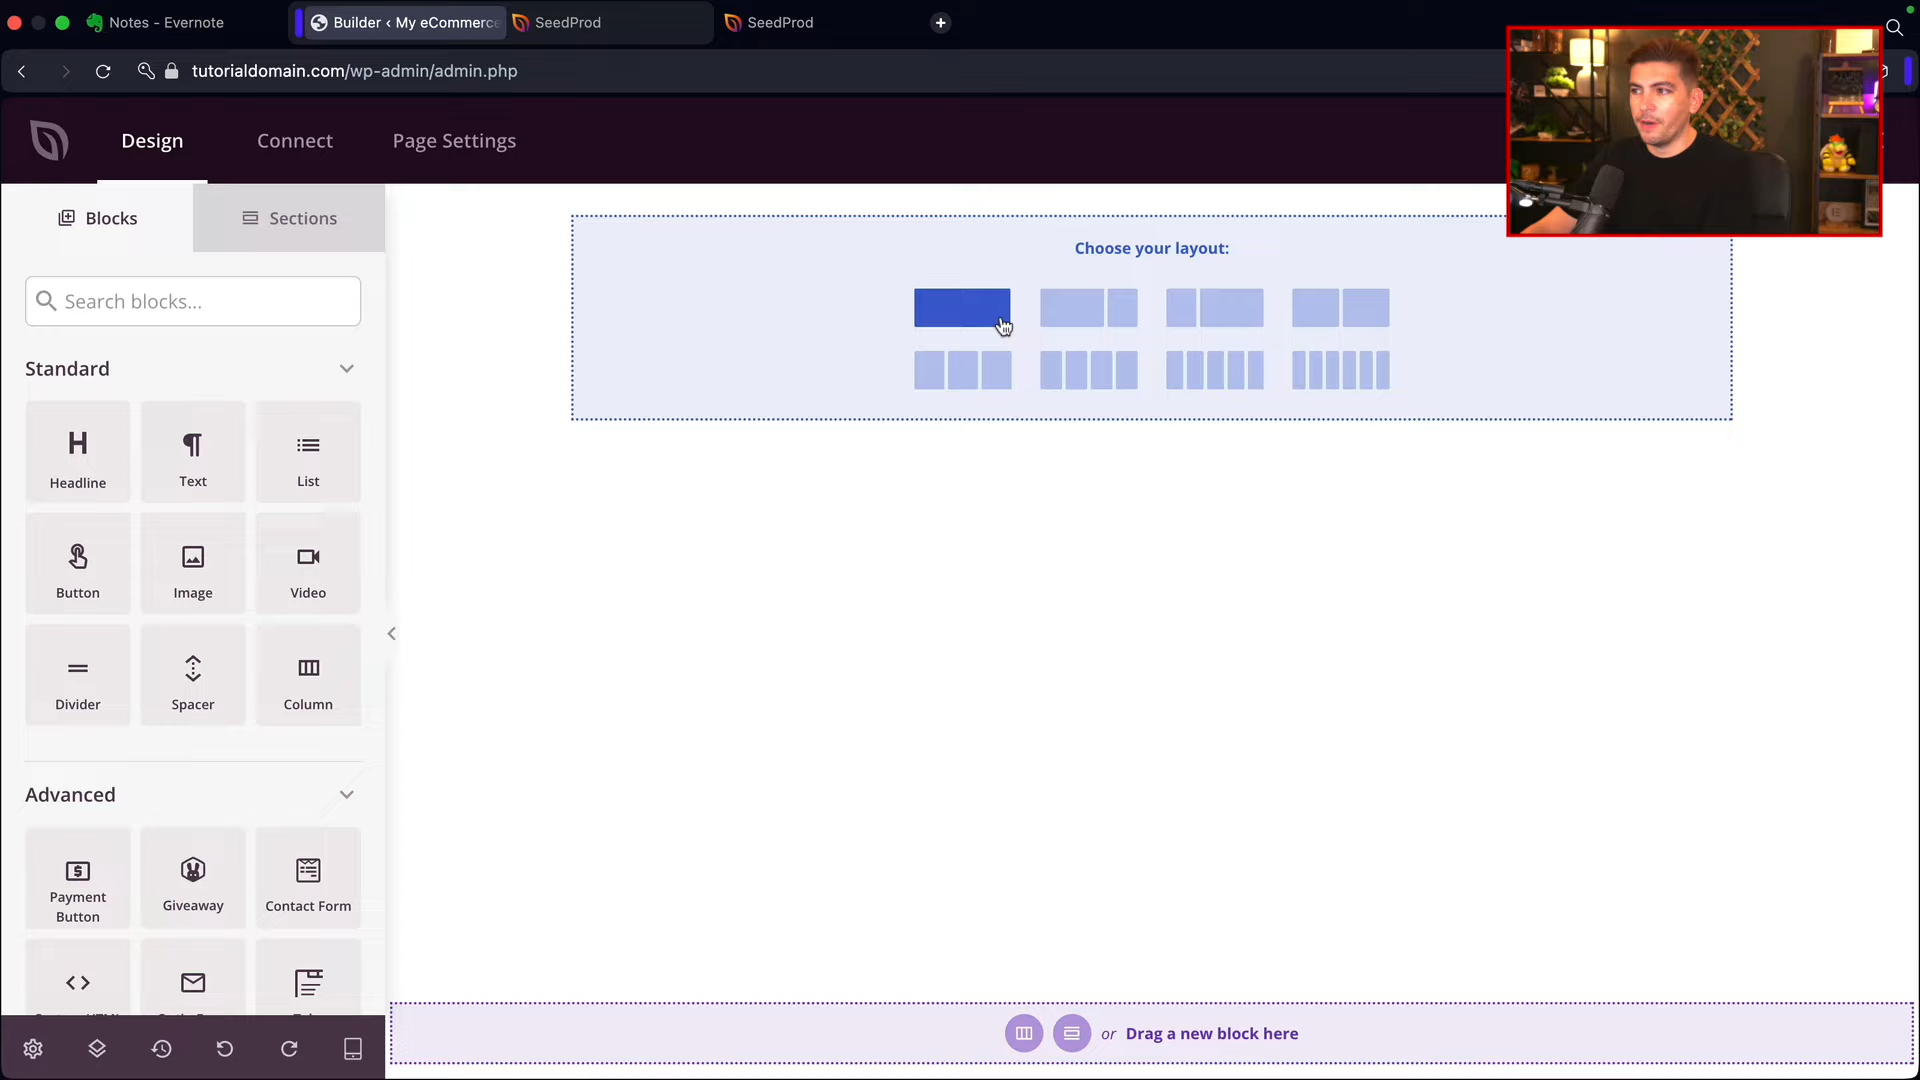 Notes - Evernote
Builder ‹ My eCommerce
SeedProd
SeedProd
tutorialdomain.com/wp-admin/admin.php
Design
Connect
Page Settings
Blocks
Sections
Search blocks...
Standard
Headline
Text
List
Button
Image
Video
Divider
Spacer
Column
Advanced
Payment
Button
Giveaway
Contact Form
Choose your layout:
or Drag a new block here